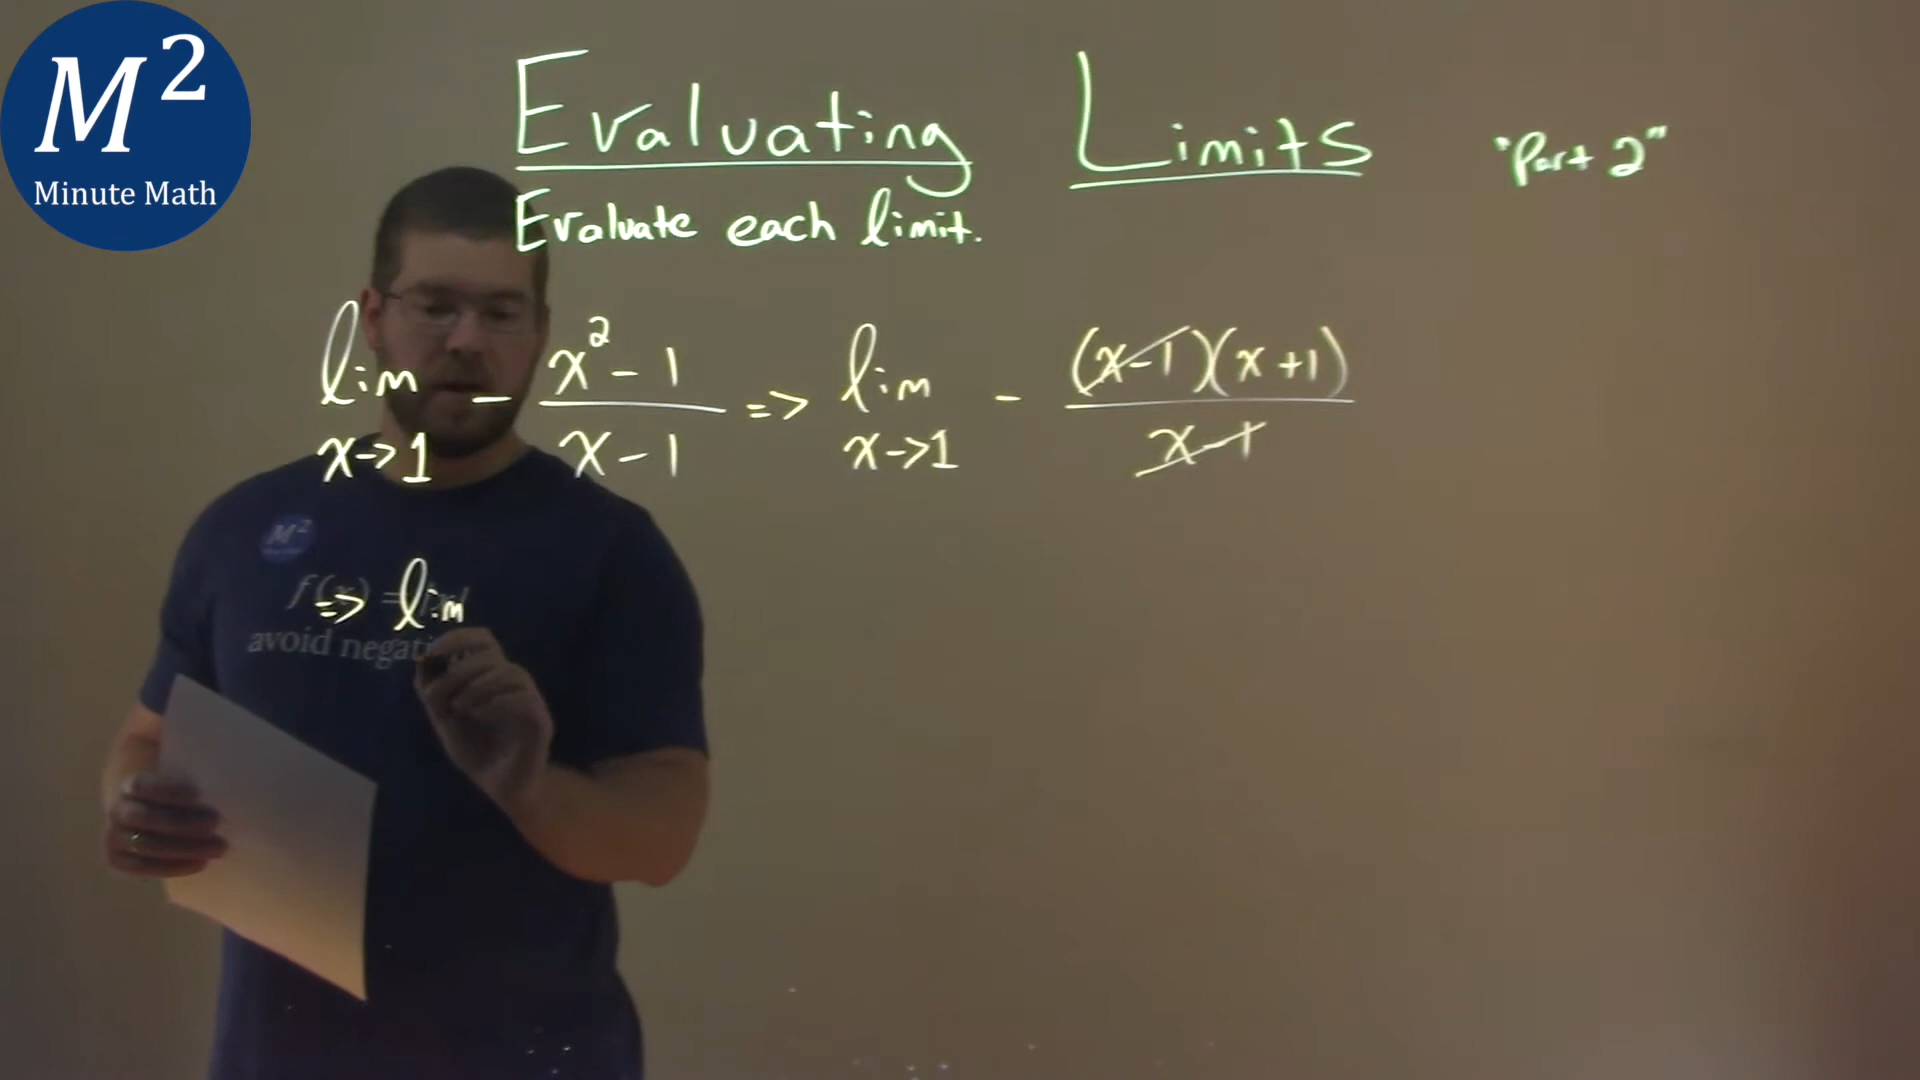 M²
Minute Math
Evaluating Limits "Part 2"
Evaluate each limit.
lim x->1 - (x² - 1)/(x - 1) => lim x->1 - (x-1)(x+1)/(x-1)
M²
=> lim
avoid